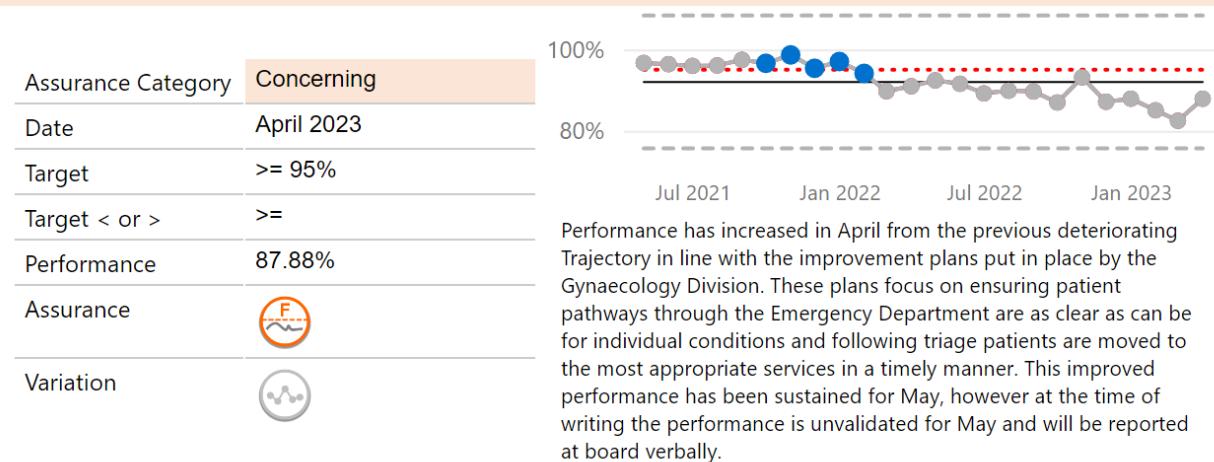 Assurance Category Concerning
Date April 2023
Target >= 95%
Target < or > >=
Performance 87.88%
Assurance F
Variation
100%
80%
Jul 2021 Jan 2022 Jul 2022 Jan 2023
Performance has increased in April from the previous deteriorating
Trajectory in line with the improvement plans put in place by the
Gynaecology Division. These plans focus on ensuring patient
pathways through the Emergency Department are as clear as can be
for individual conditions and following triage patients are moved to
the most appropriate services in a timely manner. This improved
performance has been sustained for May, however at the time of
writing the performance is unvalidated for May and will be reported
at board verbally.